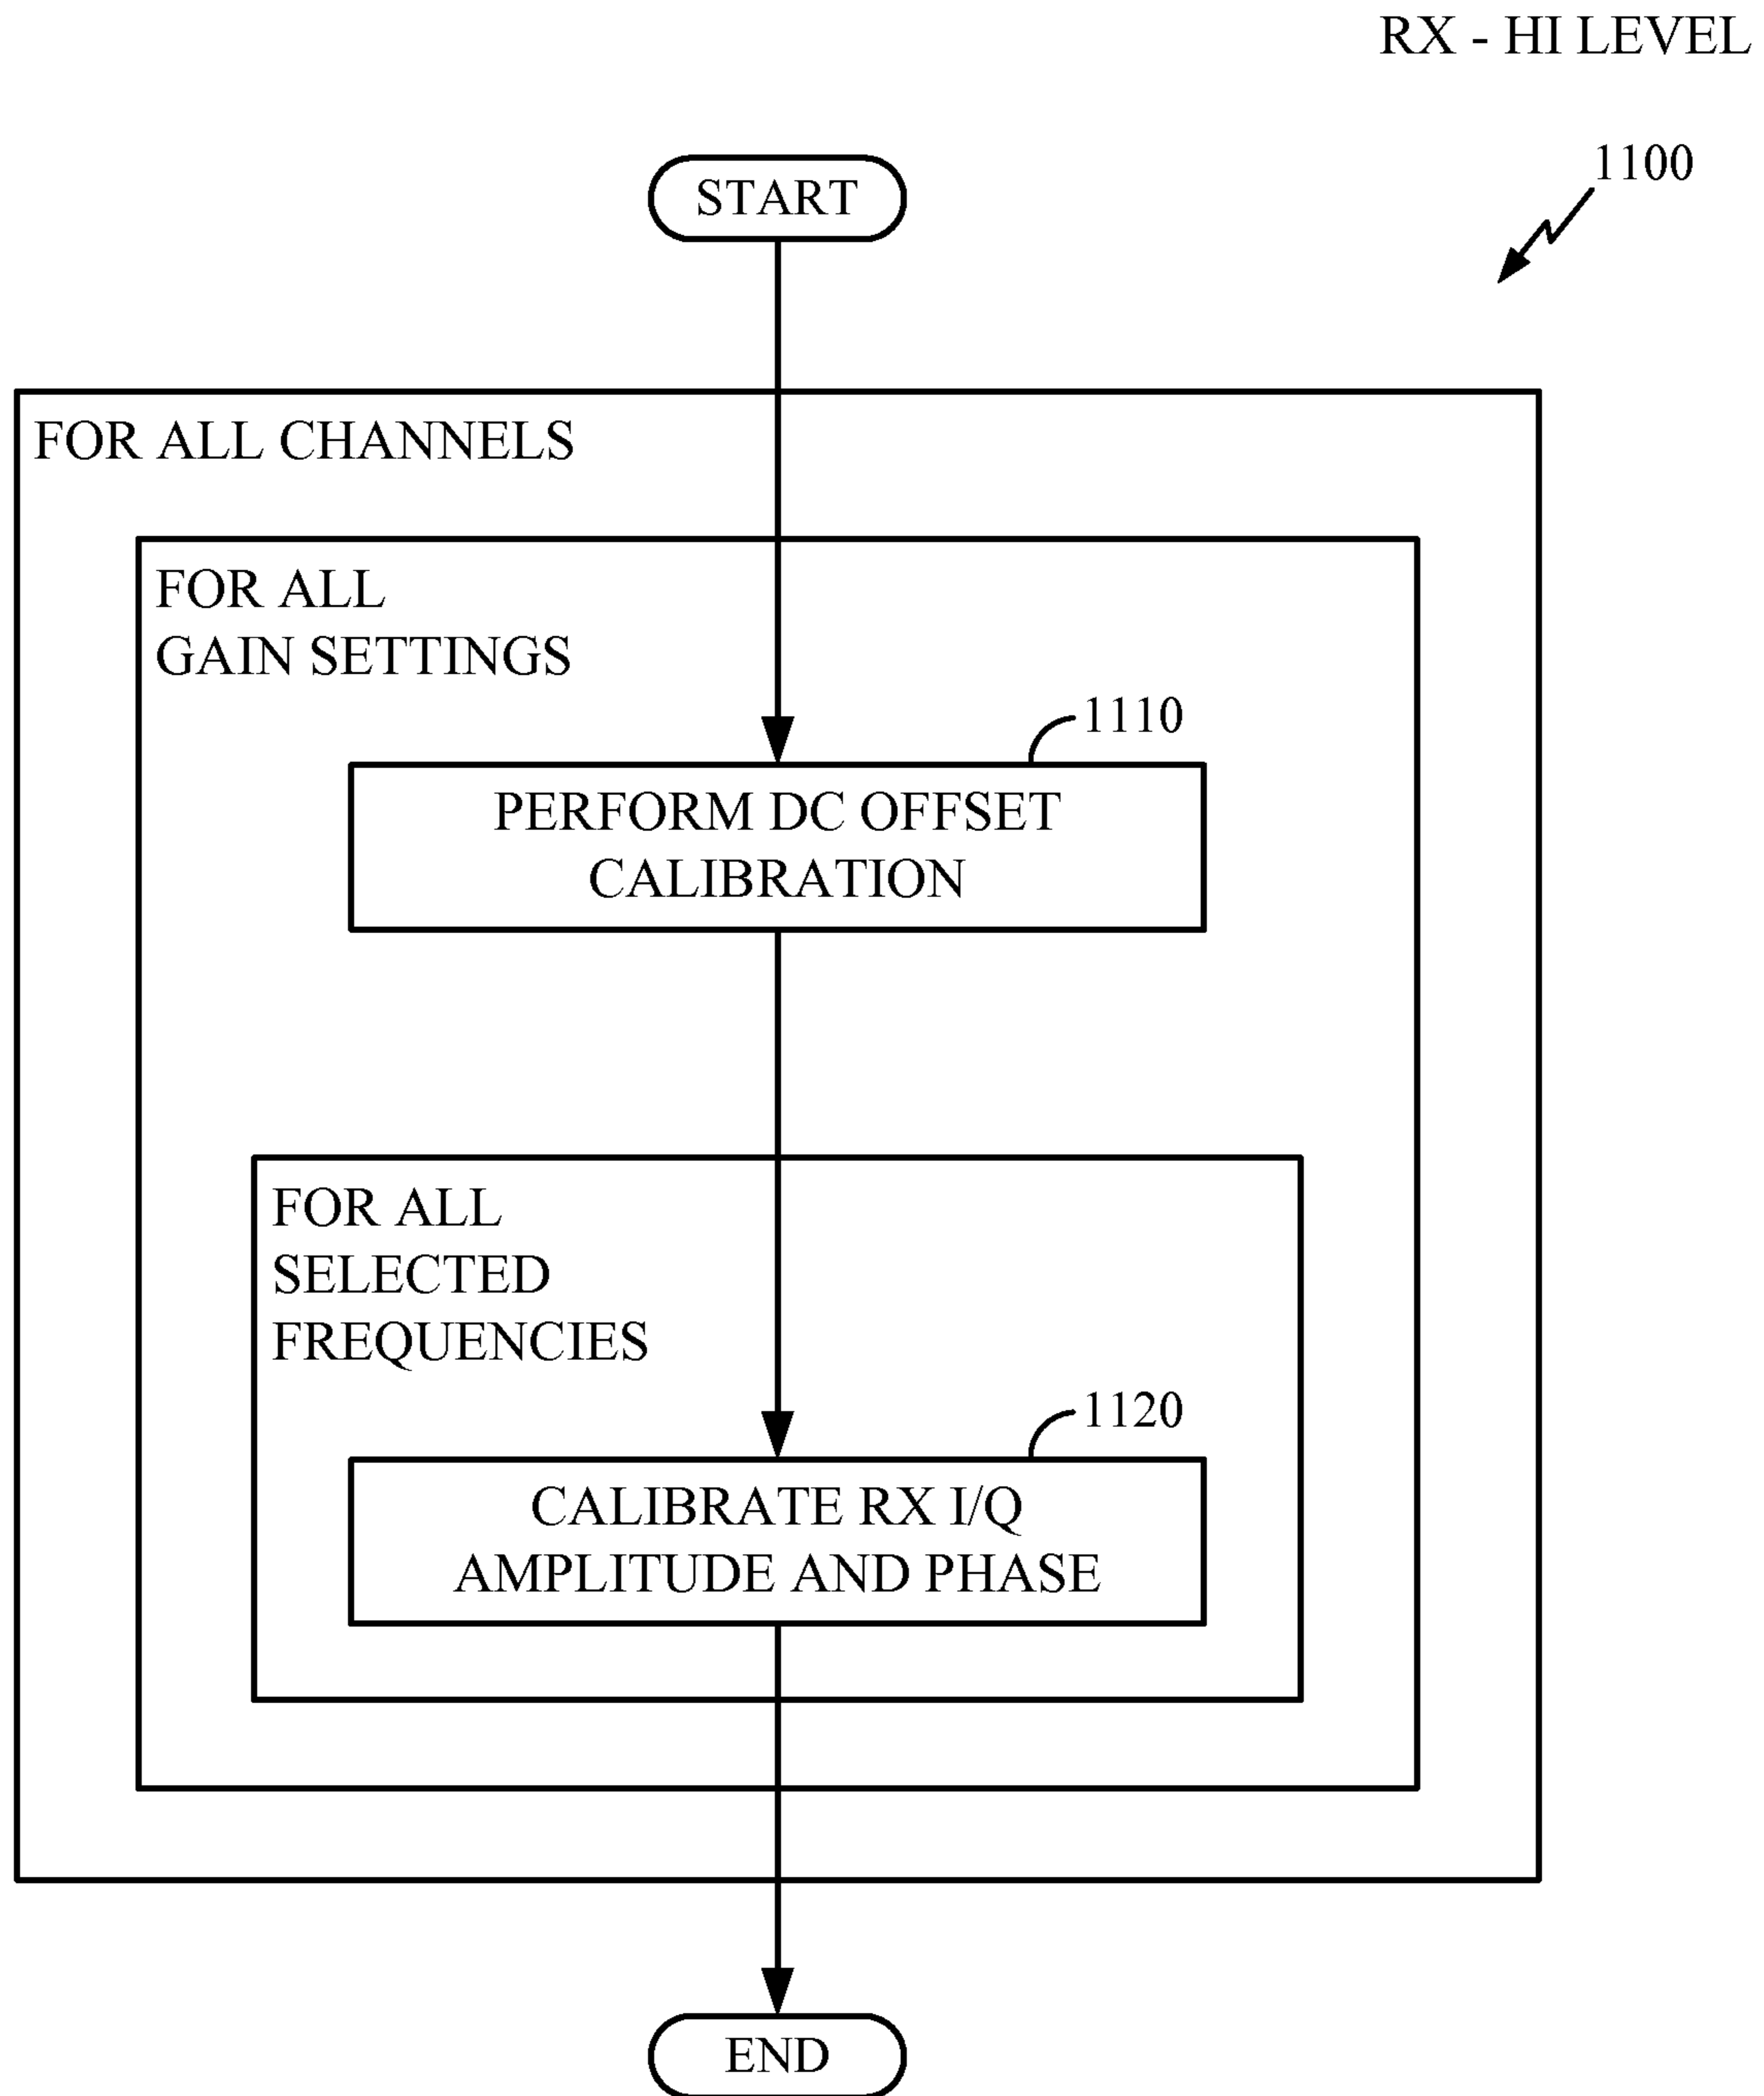 RX - HI LEVEL
1100
START
FOR ALL CHANNELS
FOR ALL
GAIN SETTINGS
1110
PERFORM DC OFFSET
CALIBRATION
FOR ALL
SELECTED
FREQUENCIES
1120
CALIBRATE RX I/Q
AMPLITUDE AND PHASE
END